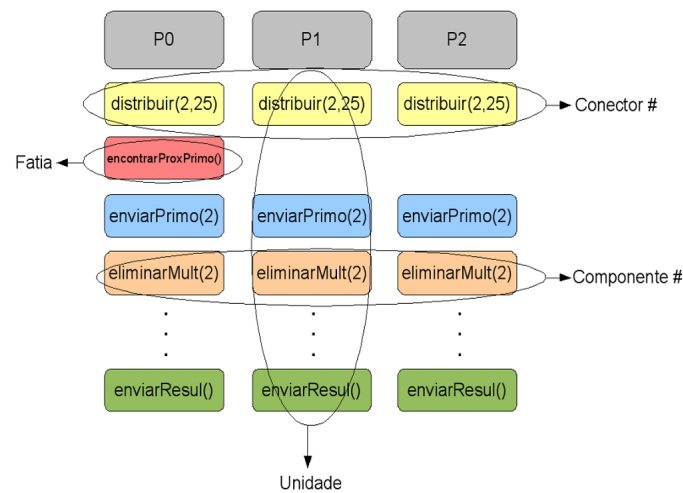 P0 P1 P2
distribuir(2,25) distribuir(2,25) distribuir(2,25) Conector #
Fatia encontrarProxPrimo()
enviarPrimo(2) enviarPrimo(2) enviarPrimo(2)
eliminarMult(2) eliminarMult(2) eliminarMult(2) Componente #
enviarResul() enviarResul() enviarResul()
Unidade